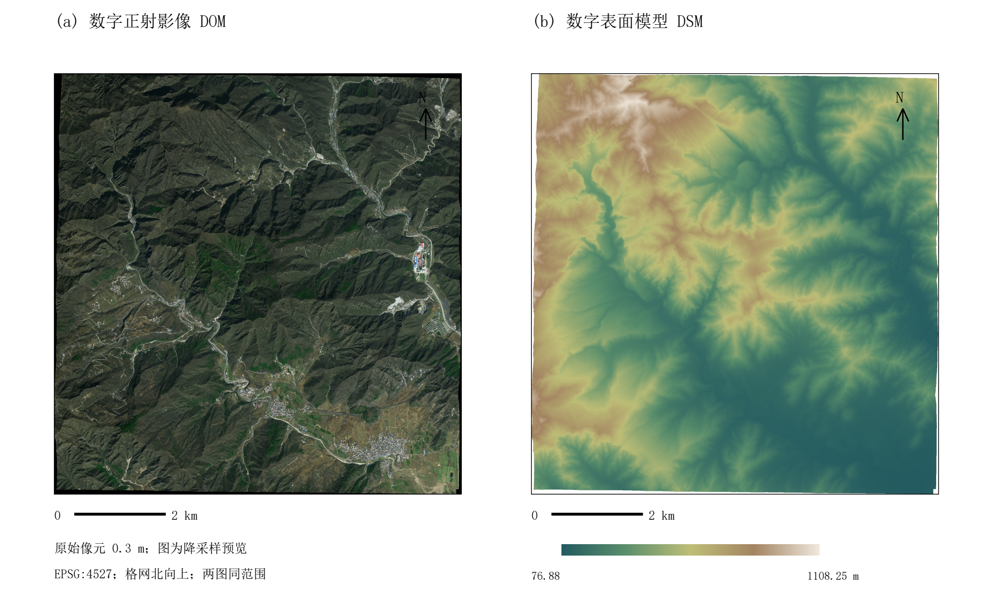 (a) 数字正射影像 DOM
N
0 2 km
原始像元 0.3 m; 图为降采样预览
EPSG:4527; 格网北向上; 两图同范围
(b) 数字表面模型 DSM
N
0 2 km
76.88 1108.25 m